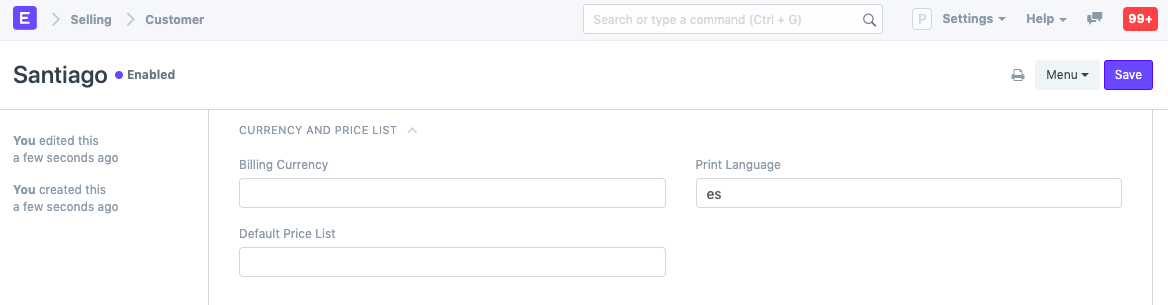 E Selling Customer Search or type a command (Ctrl + G) P Settings Help 99+
Santiago Enabled Menu Save
You edited this
a few seconds ago
You created this
a few seconds ago
CURRENCY AND PRICE LIST
Billing Currency
Print Language
es
Default Price List